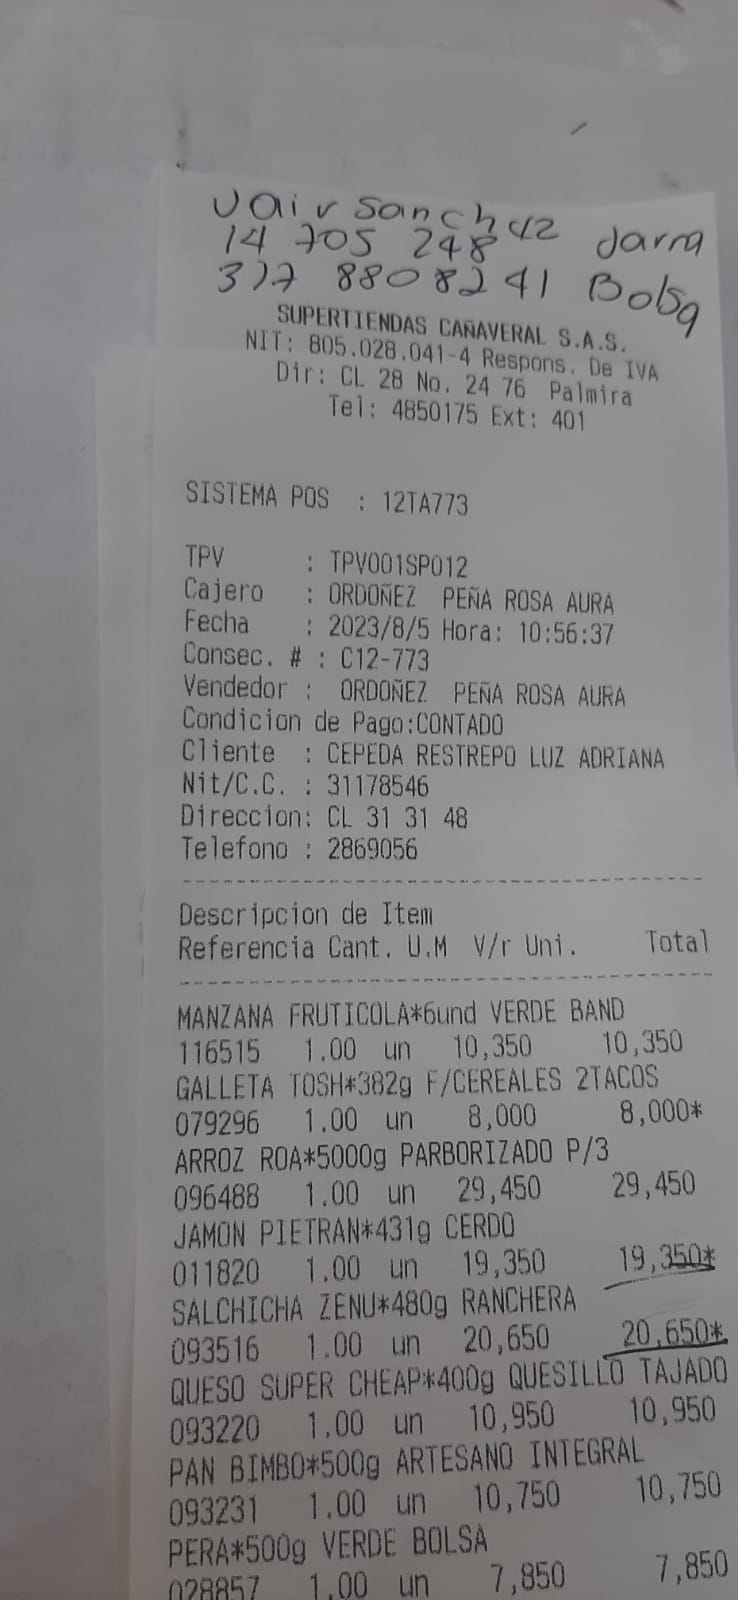 Jair Sanchez Jarra
14 705 248
317 8808241 Bolsa
SUPERTIENDAS CAÑAVERAL S.A.S.
NIT: 805.028.041-4 Respons. De IVA
Dir: CL 28 No. 24 76 Palmira
Tel: 4850175 Ext: 401
SISTEMA POS : 12TA773
TPV : TPV001SP012
Cajero : ORDOÑEZ PEÑA ROSA AURA
Fecha : 2023/8/5 Hora: 10:56:37
Consec. # : C12-773
Vendedor : ORDOÑEZ PEÑA ROSA AURA
Condicion de Pago:CONTADO
Cliente : CEPEDA RESTREPO LUZ ADRIANA
Nit/C.C. : 31178546
Direccion: CL 31 31 48
Telefono : 2869056
Descripcion de Item
Referencia Cant. U.M V/r Uni. Total
MANZANA FRUTICOLA*6und VERDE BAND
116515 1.00 un 10,350 10,350
GALLETA TOSH*382g F/CEREALES 2TACOS
079296 1.00 un 8,000 8,000*
ARROZ ROA*5000g PARBORIZADO P/3
096488 1.00 un 29,450 29,450
JAMON PIETRAN*431g CERDO
011820 1.00 un 19,350 19,350*
SALCHICHA ZENU*480g RANCHERA
093516 1.00 un 20,650 20,650*
QUESO SUPER CHEAP*400g QUESILLO TAJADO
093220 1.00 un 10,950 10,950
PAN BIMBO*500g ARTESANO INTEGRAL
093231 1.00 un 10,750 10,750
PERA*500g VERDE BOLSA
028857 1.00 un 7,850 7,850